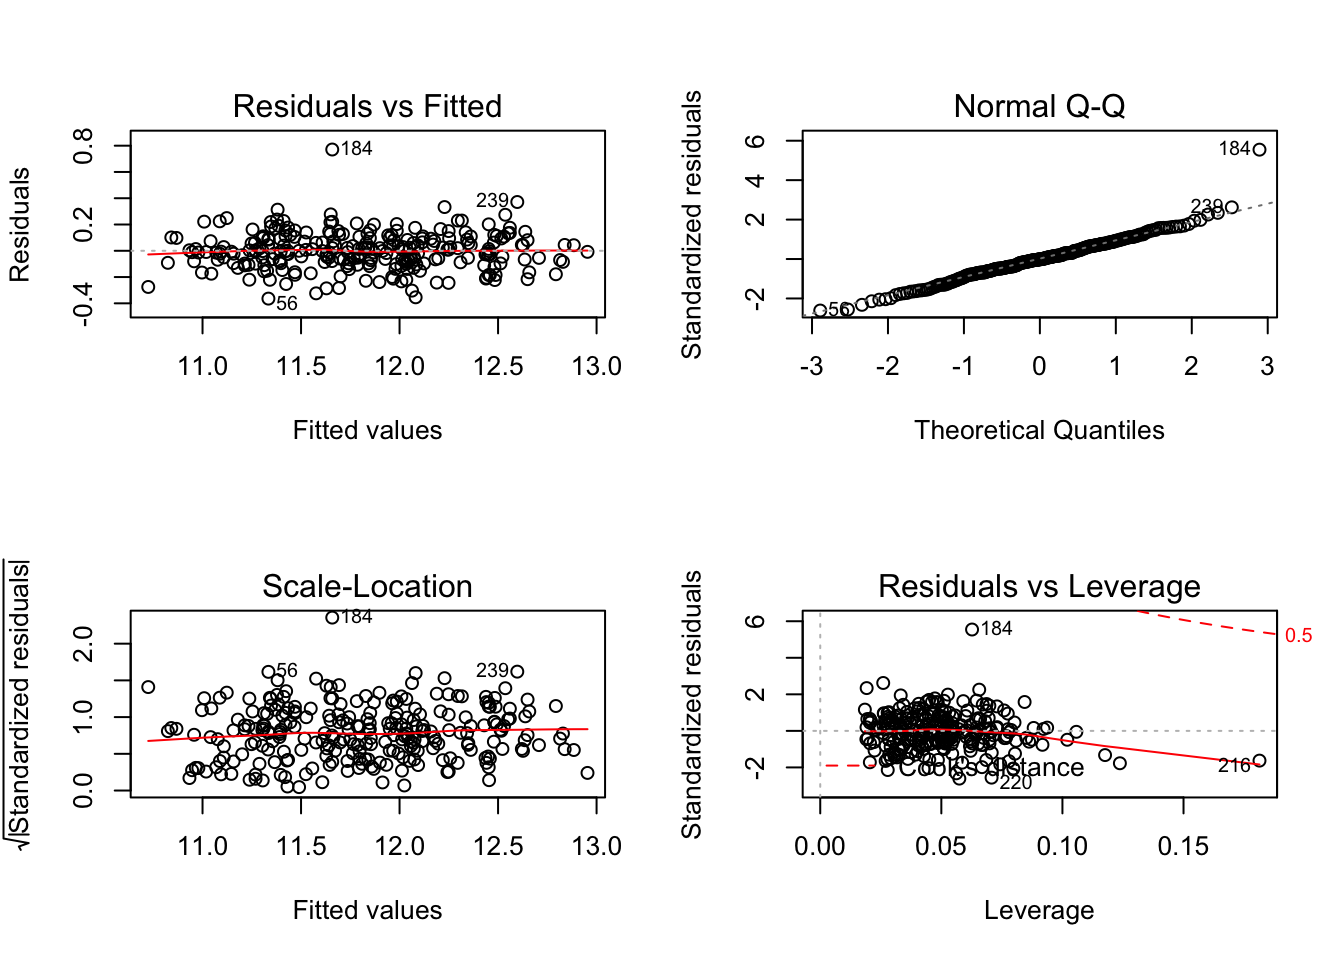 Residuals vs Fitted
Residuals
0.8
0.2
-0.4
184
239
56
11.0 11.5 12.0 12.5 13.0
Fitted values
Normal Q-Q
Standardized residuals
6
4
2
-2
184
239
56
-3 -2 -1 0 1 2 3
Theoretical Quantiles
Scale-Location
√|Standardized residuals|
2.0
1.0
0.0
184
56
239
11.0 11.5 12.0 12.5 13.0
Fitted values
Residuals vs Leverage
Standardized residuals
6
2
-2
184
0.5
Cook's distance
216
220
0.00 0.05 0.10 0.15
Leverage